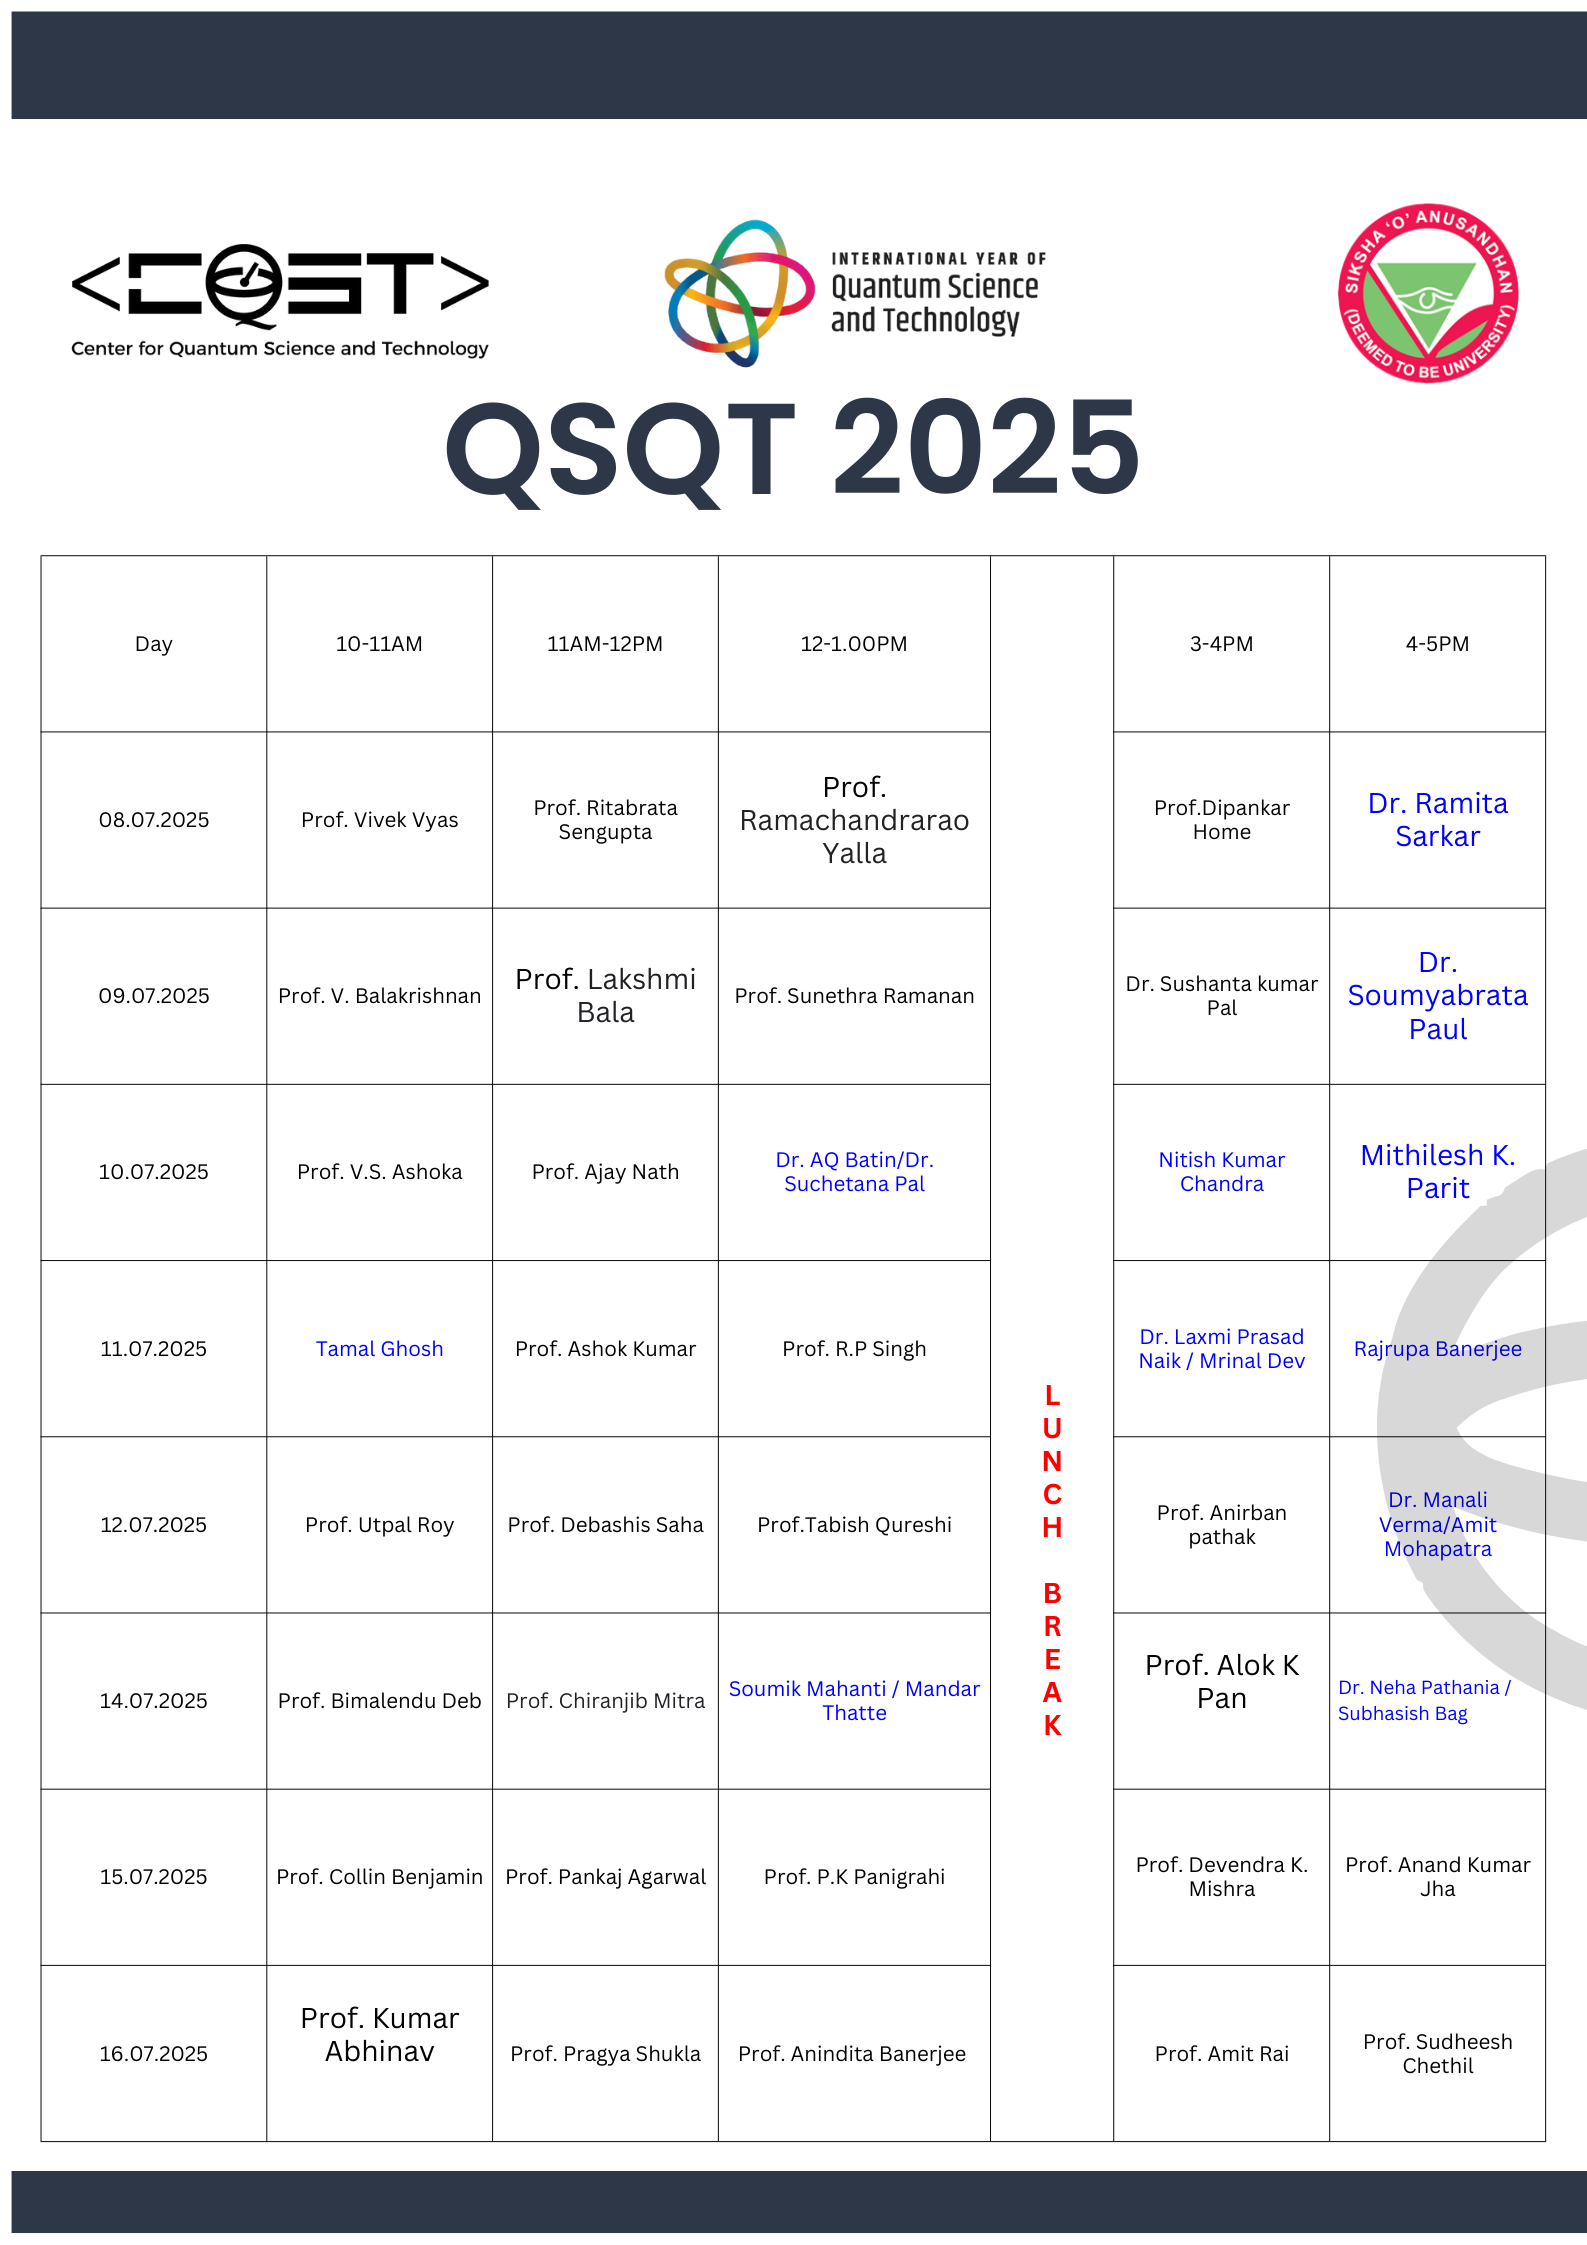 <CQST>
Center for Quantum Science and Technology
INTERNATIONAL YEAR OF
Quantum Science
and Technology
SIKSHA 'O' ANUSANDHAN
(DEEMED TO BE UNIVERSITY)
QSQT 2025
Day
10-11AM
11AM-12PM
12-1.00PM
3-4PM
4-5PM
08.07.2025
Prof. Vivek Vyas
Prof. Ritabrata
Sengupta
Prof.
Ramachandrarao
Yalla
Prof.Dipankar
Home
Dr. Ramita
Sarkar
09.07.2025
Prof. V. Balakrishnan
Prof. Lakshmi
Bala
Prof. Sunethra Ramanan
Dr. Sushanta kumar
Pal
Dr.
Soumyabrata
Paul
10.07.2025
Prof. V.S. Ashoka
Prof. Ajay Nath
Dr. AQ Batin/Dr.
Suchetana Pal
Nitish Kumar
Chandra
Mithilesh K.
Parit
11.07.2025
Tamal Ghosh
Prof. Ashok Kumar
Prof. R.P Singh
Dr. Laxmi Prasad
Naik / Mrinal Dev
Rajrupa Banerjee
L
U
N
C
H
B
R
E
A
K
12.07.2025
Prof. Utpal Roy
Prof. Debashis Saha
Prof.Tabish Qureshi
Prof. Anirban
pathak
Dr. Manali
Verma/Amit
Mohapatra
14.07.2025
Prof. Bimalendu Deb
Prof. Chiranjib Mitra
Soumik Mahanti / Mandar
Thatte
Prof. Alok K
Pan
Dr. Neha Pathania /
Subhasish Bag
15.07.2025
Prof. Collin Benjamin
Prof. Pankaj Agarwal
Prof. P.K Panigrahi
Prof. Devendra K.
Mishra
Prof. Anand Kumar
Jha
16.07.2025
Prof. Kumar
Abhinav
Prof. Pragya Shukla
Prof. Anindita Banerjee
Prof. Amit Rai
Prof. Sudheesh
Chethil